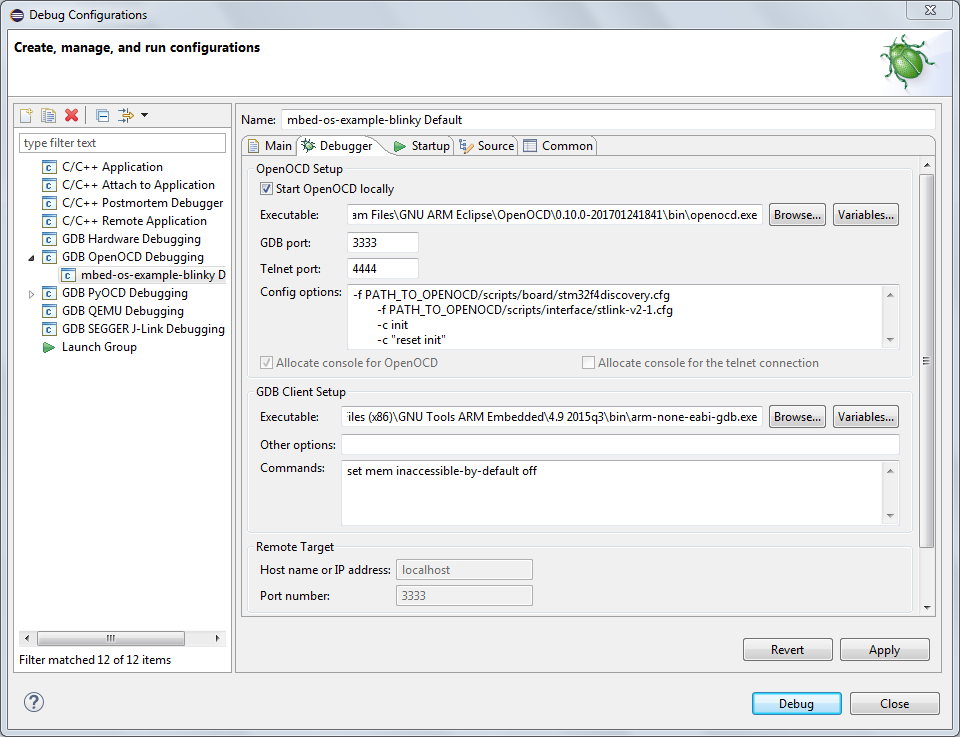 Debug Configurations
Create, manage, and run configurations
type filter text
C/C++ Application
C/C++ Attach to Application
C/C++ Postmortem Debugger
C/C++ Remote Application
GDB Hardware Debugging
GDB OpenOCD Debugging
mbed-os-example-blinky D
GDB PyOCD Debugging
GDB QEMU Debugging
GDB SEGGER J-Link Debugging
Launch Group
Filter matched 12 of 12 items
Name: mbed-os-example-blinky Default
Main Debugger Startup Source Common
OpenOCD Setup
Start OpenOCD locally
Executable: am Files\GNU ARM Eclipse\OpenOCD\0.10.0-201701241841\bin\openocd.exe Browse... Variables...
GDB port: 3333
Telnet port: 4444
Config options: -f PATH_TO_OPENOCD/scripts/board/stm32f4discovery.cfg
-f PATH_TO_OPENOCD/scripts/interface/stlink-v2-1.cfg
-c init
-c "reset init"
Allocate console for OpenOCD Allocate console for the telnet connection
GDB Client Setup
Executable: iles (x86)\GNU Tools ARM Embedded\4.9 2015q3\bin\arm-none-eabi-gdb.exe Browse... Variables...
Other options:
Commands: set mem inaccessible-by-default off
Remote Target
Host name or IP address: localhost
Port number: 3333
Revert Apply
? Debug Close